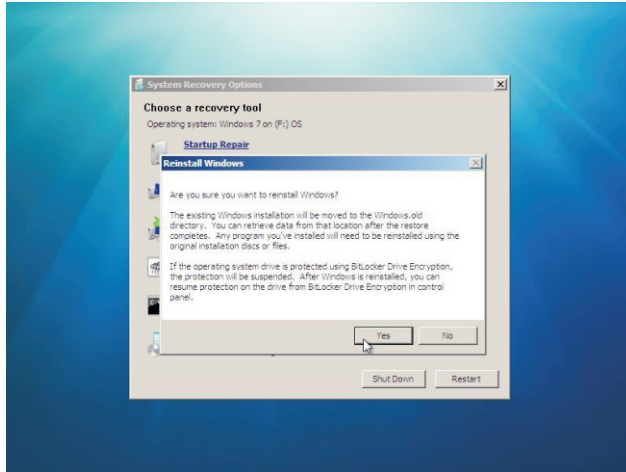 System Recovery Options
Choose a recovery tool
Operating system: Windows 7 on (F:) OS
Startup Repair
Reinstall Windows
Are you sure you want to reinstall Windows?
The existing Windows installation will be moved to the Windows.old
directory. You can retrieve data from that location after the restore
completes. Any program you've installed will need to be reinstalled using the
original installation discs or files.
If the operating system drive is protected using BitLocker Drive Encryption,
the protection will be suspended. After Windows is reinstalled, you can
resume protection on the drive from BitLocker Drive Encryption in control
panel.
Yes No
Shut Down Restart